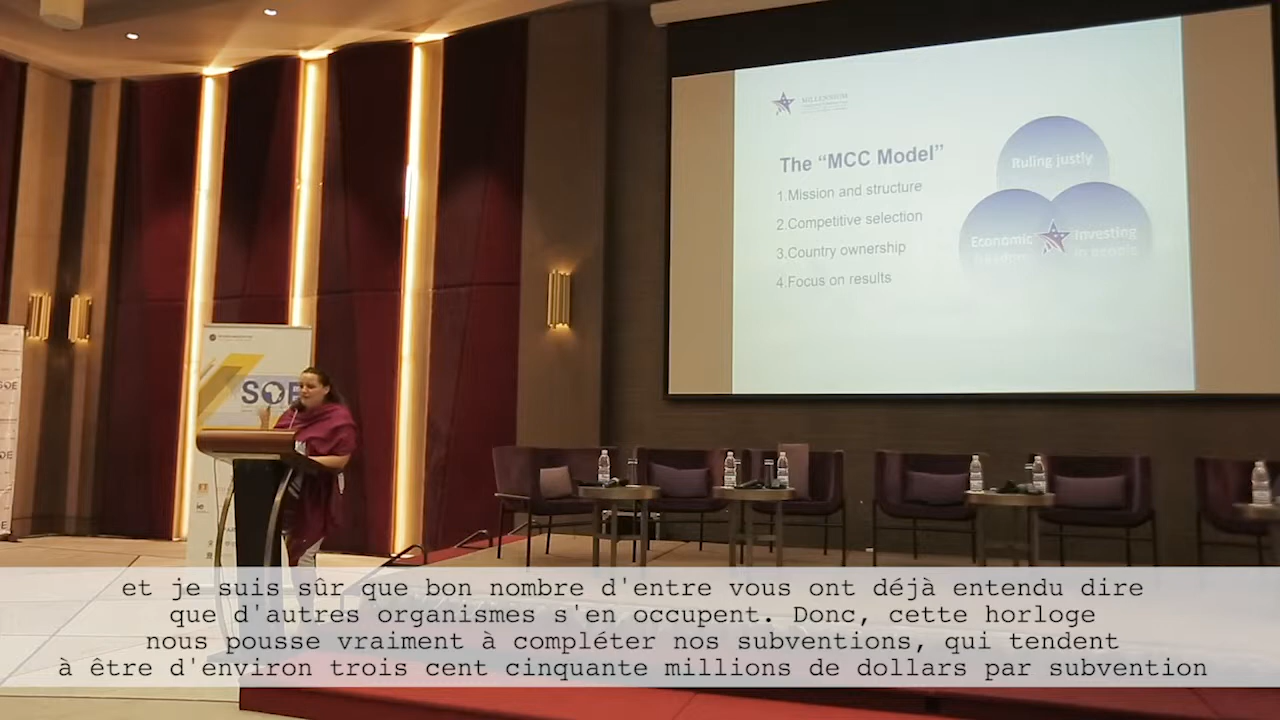 MILLENNIUM
The “MCC Model”
1.Mission and structure
2.Competitive selection
3.Country ownership
4.Focus on results
Ruling justly
Economic
Investing
in people
SOE
et je suis sûr que bon nombre d'entre vous ont déjà entendu dire
que d'autres organismes s'en occupent. Donc, cette horloge
nous pousse vraiment à compléter nos subventions, qui tendent
à être d'environ trois cent cinquante millions de dollars par subvention